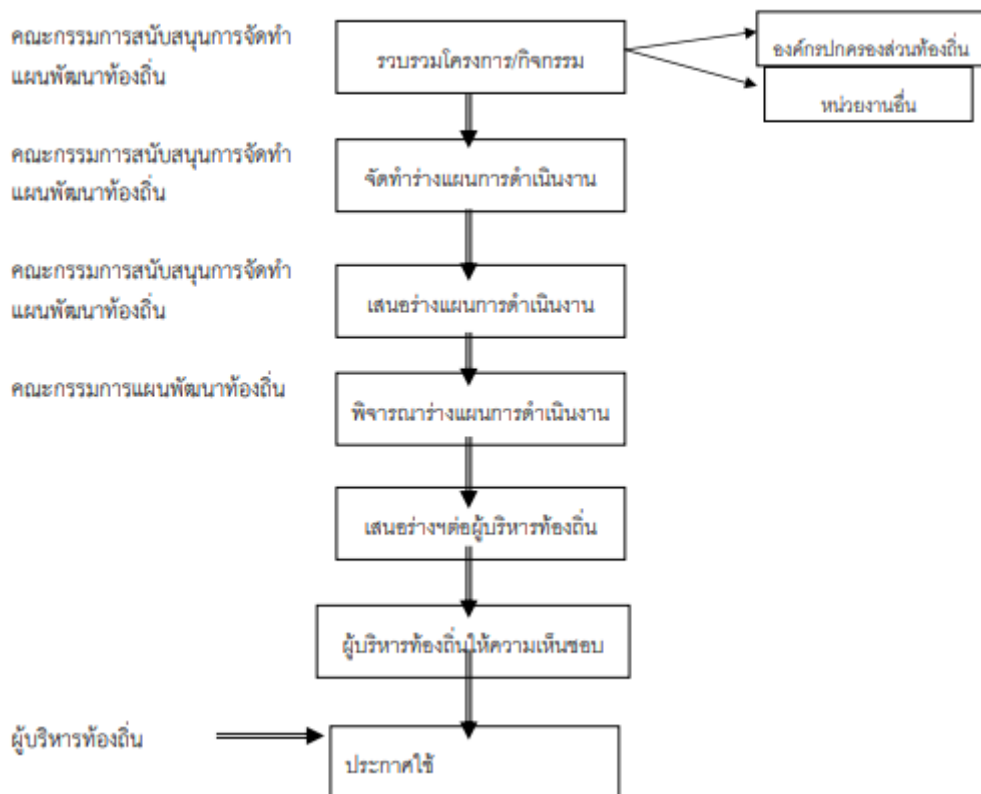 คณะกรรมการสนับสนุนการจัดทำ
แผนพัฒนาท้องถิ่น
รวบรวมโครงการ/กิจกรรม
องค์กรปกครองส่วนท้องถิ่น
หน่วยงานอื่น
คณะกรรมการสนับสนุนการจัดทำ
แผนพัฒนาท้องถิ่น
จัดทำร่างแผนการดำเนินงาน
คณะกรรมการสนับสนุนการจัดทำ
แผนพัฒนาท้องถิ่น
เสนอร่างแผนการดำเนินงาน
คณะกรรมการแผนพัฒนาท้องถิ่น
พิจารณาร่างแผนการดำเนินงาน
เสนอร่างฯต่อผู้บริหารท้องถิ่น
ผู้บริหารท้องถิ่นให้ความเห็นชอบ
ผู้บริหารท้องถิ่น
ประกาศใช้